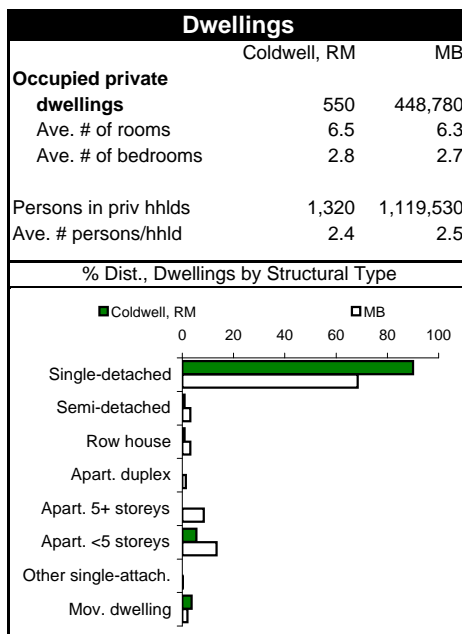 Dwellings
Coldwell, RM MB
Occupied private
dwellings 550 448,780
Ave. # of rooms 6.5 6.3
Ave. # of bedrooms 2.8 2.7
Persons in priv hhlds 1,320 1,119,530
Ave. # persons/hhld 2.4 2.5
% Dist., Dwellings by Structural Type
Coldwell, RM MB
0 20 40 60 80 100
Single-detached
Semi-detached
Row house
Apart. duplex
Apart. 5+ storeys
Apart. <5 storeys
Other single-attach.
Mov. dwelling